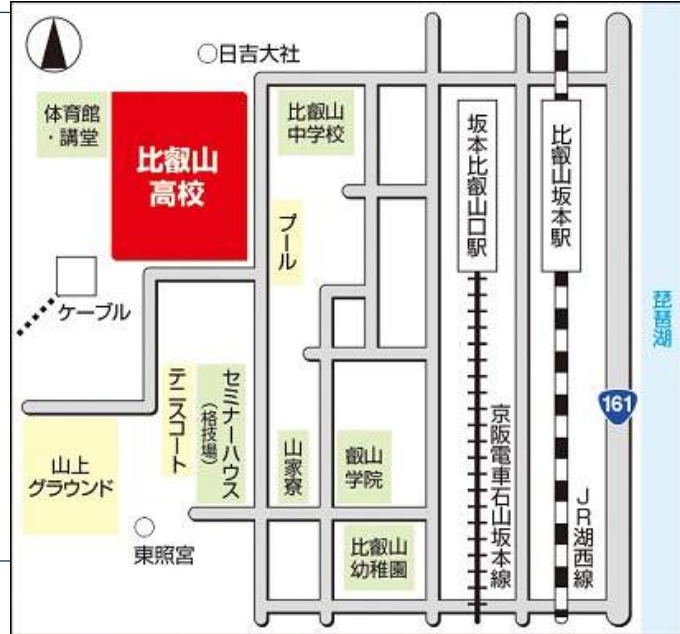 日吉大社
体育館
・講堂
比叡山
高校
比叡山
中学校
坂本比叡山口駅
比叡山坂本駅
プール
ケーブル
琵琶湖
161
テニスコート
セミナーハウス
(格技場)
山家寮
叡山
学院
京阪電車石山坂本線
JR湖西線
山上
グラウンド
東照宮
比叡山
幼稚園